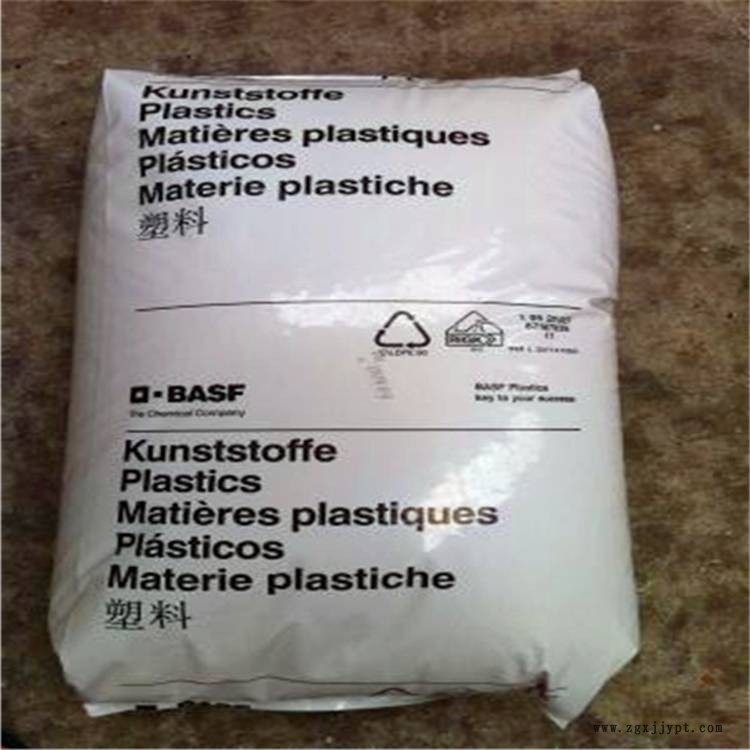 Kunststoffe
Plastics
Matières plastiques
Plásticos
Materie plastiche
塑料
RIGK
BASF
The Chemical Company
BASF Plastics
key to your success
Kunststoffe
Plastics
Matières plastiques
Plásticos
Materie plastiche
塑料
www.zgxjjypt.com